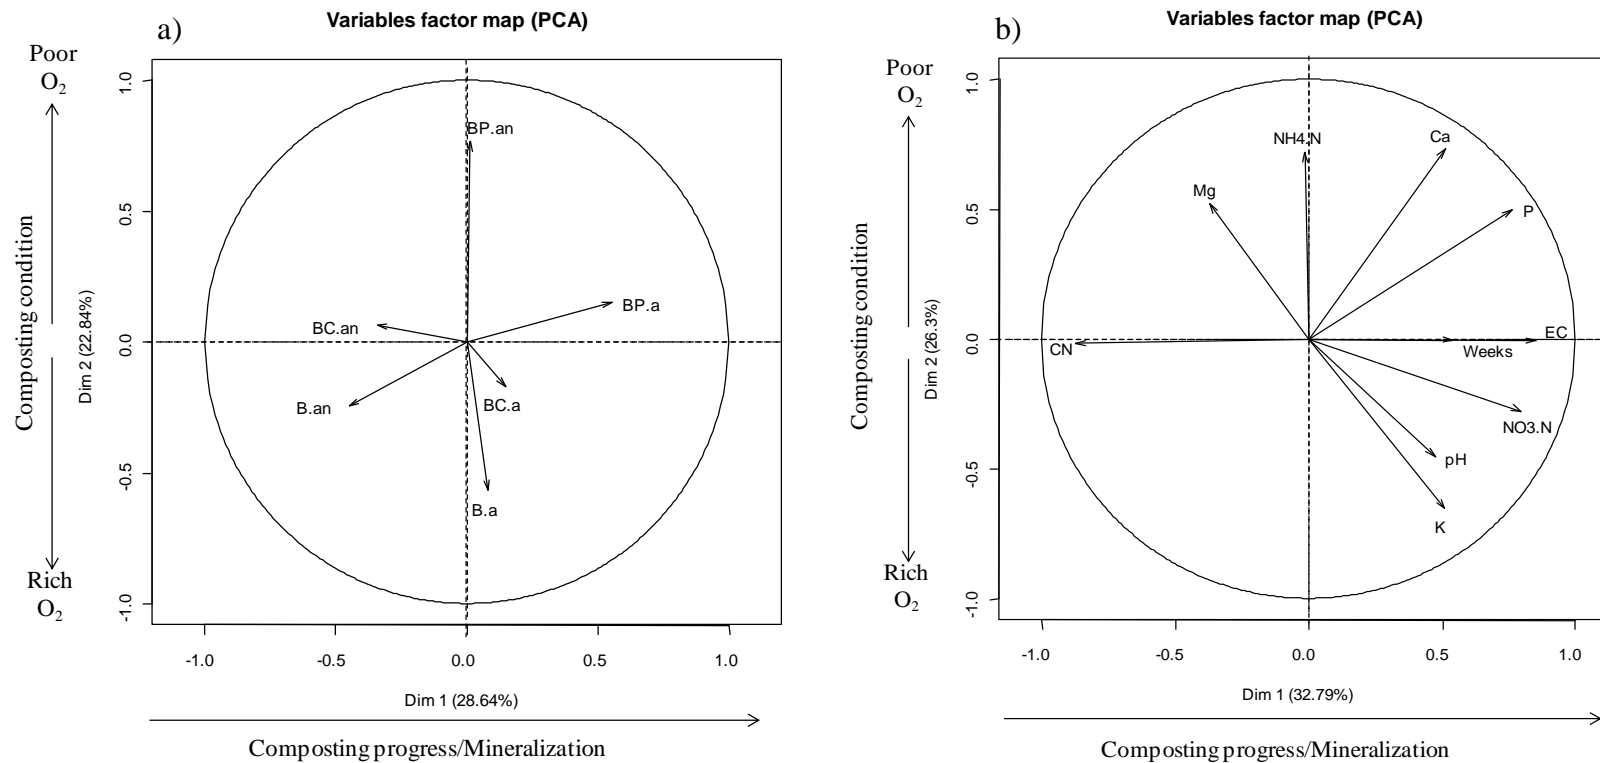 a)
Variables factor map (PCA)
Poor
O₂
Composting condition
Rich
O₂
Dim 2 (22.84%)
1.0
0.5
0.0
-0.5
-1.0
BP.an
BP.a
BC.an
B.an
BC.a
B.a
-1.0
-0.5
0.0
0.5
1.0
Dim 1 (28.64%)
Composting progress/Mineralization
b)
Variables factor map (PCA)
Poor
O₂
Composting condition
Rich
O₂
Dim 2 (26.3%)
1.0
0.5
0.0
-0.5
-1.0
NH4.N
Ca
Mg
P
EC
CN
Weeks
NO3.N
pH
K
-1.0
-0.5
0.0
0.5
1.0
Dim 1 (32.79%)
Composting progress/Mineralization